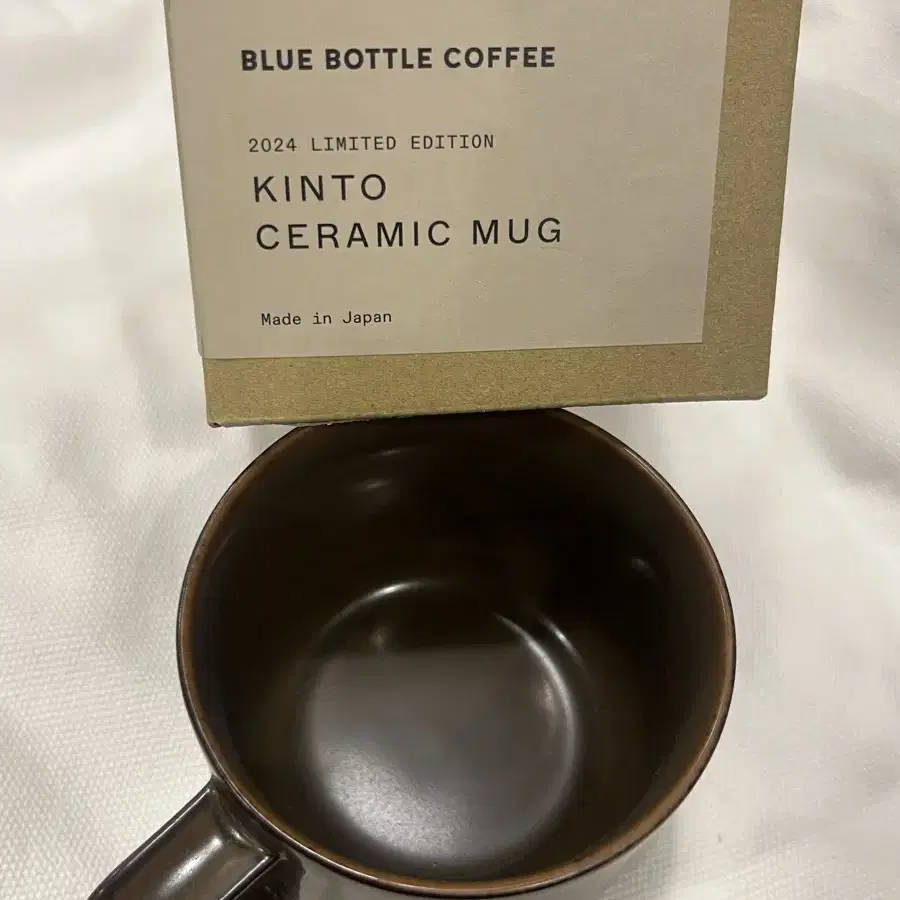 BLUE BOTTLE COFFEE
2024 LIMITED EDITION
KINTO
CERAMIC MUG
Made in Japan